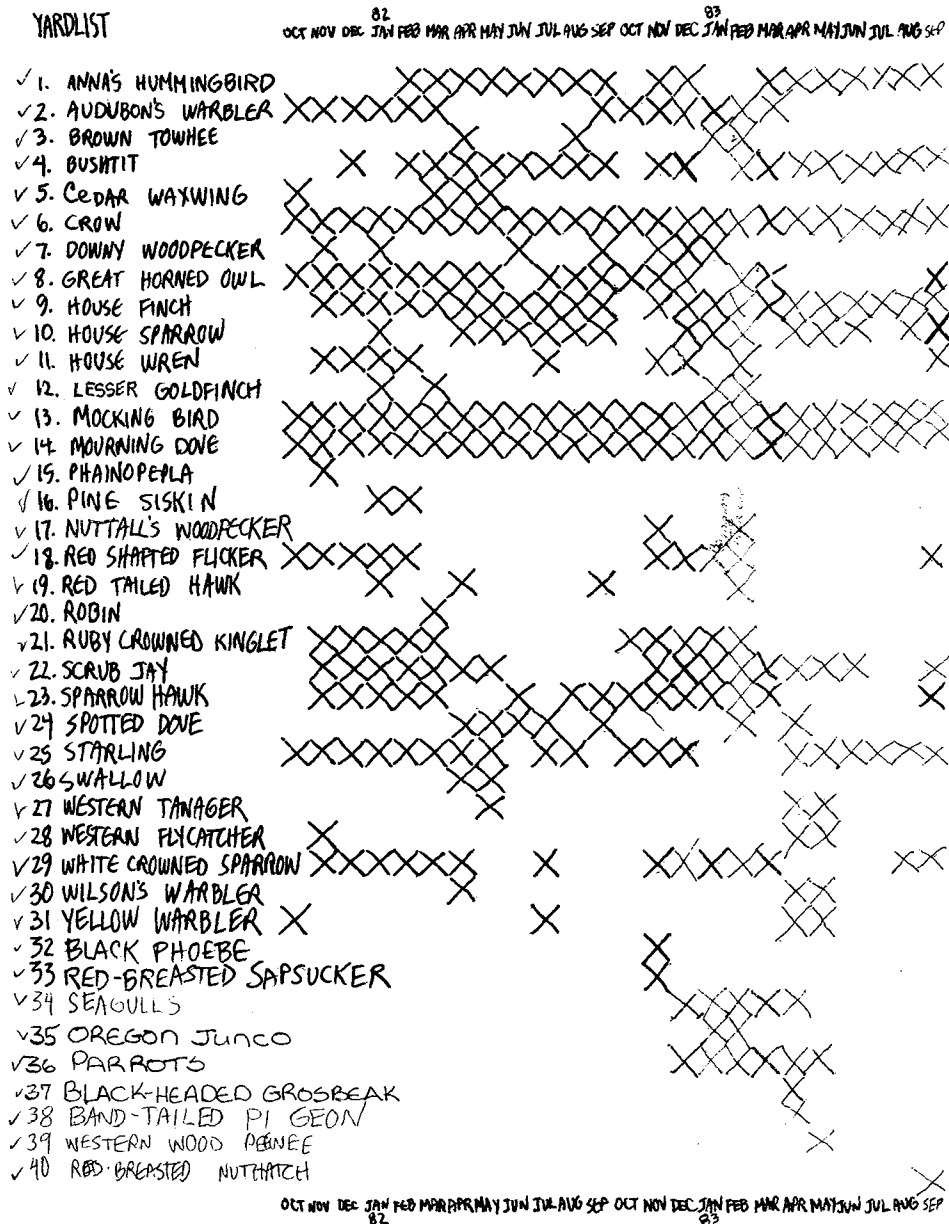 YARDLIST
82 83
OCT NOV DEC JAN FEB MAR APR MAY JUN JUL AUG SEP OCT NOV DEC JAN FEB MAR APR MAY JUN JUL AUG SEP
✓ 1. ANNA'S HUMMINGBIRD
✓ 2. AUDUBON'S WARBLER
✓ 3. BROWN TOWHEE
✓ 4. BUSHTIT
✓ 5. CEDAR WAXWING
✓ 6. CROW
✓ 7. DOWNY WOODPECKER
✓ 8. GREAT HORNED OWL
✓ 9. HOUSE FINCH
✓ 10. HOUSE SPARROW
✓ 11. HOUSE WREN
✓ 12. LESSER GOLDFINCH
✓ 13. MOCKING BIRD
✓ 14. MOURNING DOVE
✓ 15. PHAINOPEPLA
✓ 16. PINE SISKIN
✓ 17. NUTTALL'S WOODPECKER
✓ 18. RED SHAFTED FLICKER
✓ 19. RED TAILED HAWK
✓ 20. ROBIN
✓ 21. RUBY CROWNED KINGLET
✓ 22. SCRUB JAY
✓ 23. SPARROW HAWK
✓ 24 SPOTTED DOVE
✓ 25 STARLING
✓ 26 SWALLOW
✓ 27 WESTERN TANAGER
✓ 28 WESTERN FLYCATCHER
✓ 29 WHITE CROWNED SPARROW
✓ 30 WILSON'S WARBLER
✓ 31 YELLOW WARBLER
✓ 32 BLACK PHOEBE
✓ 33 RED-BREASTED SAPSUCKER
✓ 34 SEAGULLS
✓ 35 OREGON JUNCO
✓ 36 PARROTS
✓ 37 BLACK-HEADED GROSBEAK
✓ 38 BAND-TAILED PIGEON
✓ 39 WESTERN WOOD PEWEE
✓ 40 RED-BREASTED NUTHATCH
OCT NOV DEC JAN FEB MAR APR MAY JUN JUL AUG SEP OCT NOV DEC JAN FEB MAR APR MAY JUN JUL AUG SEP
82 83